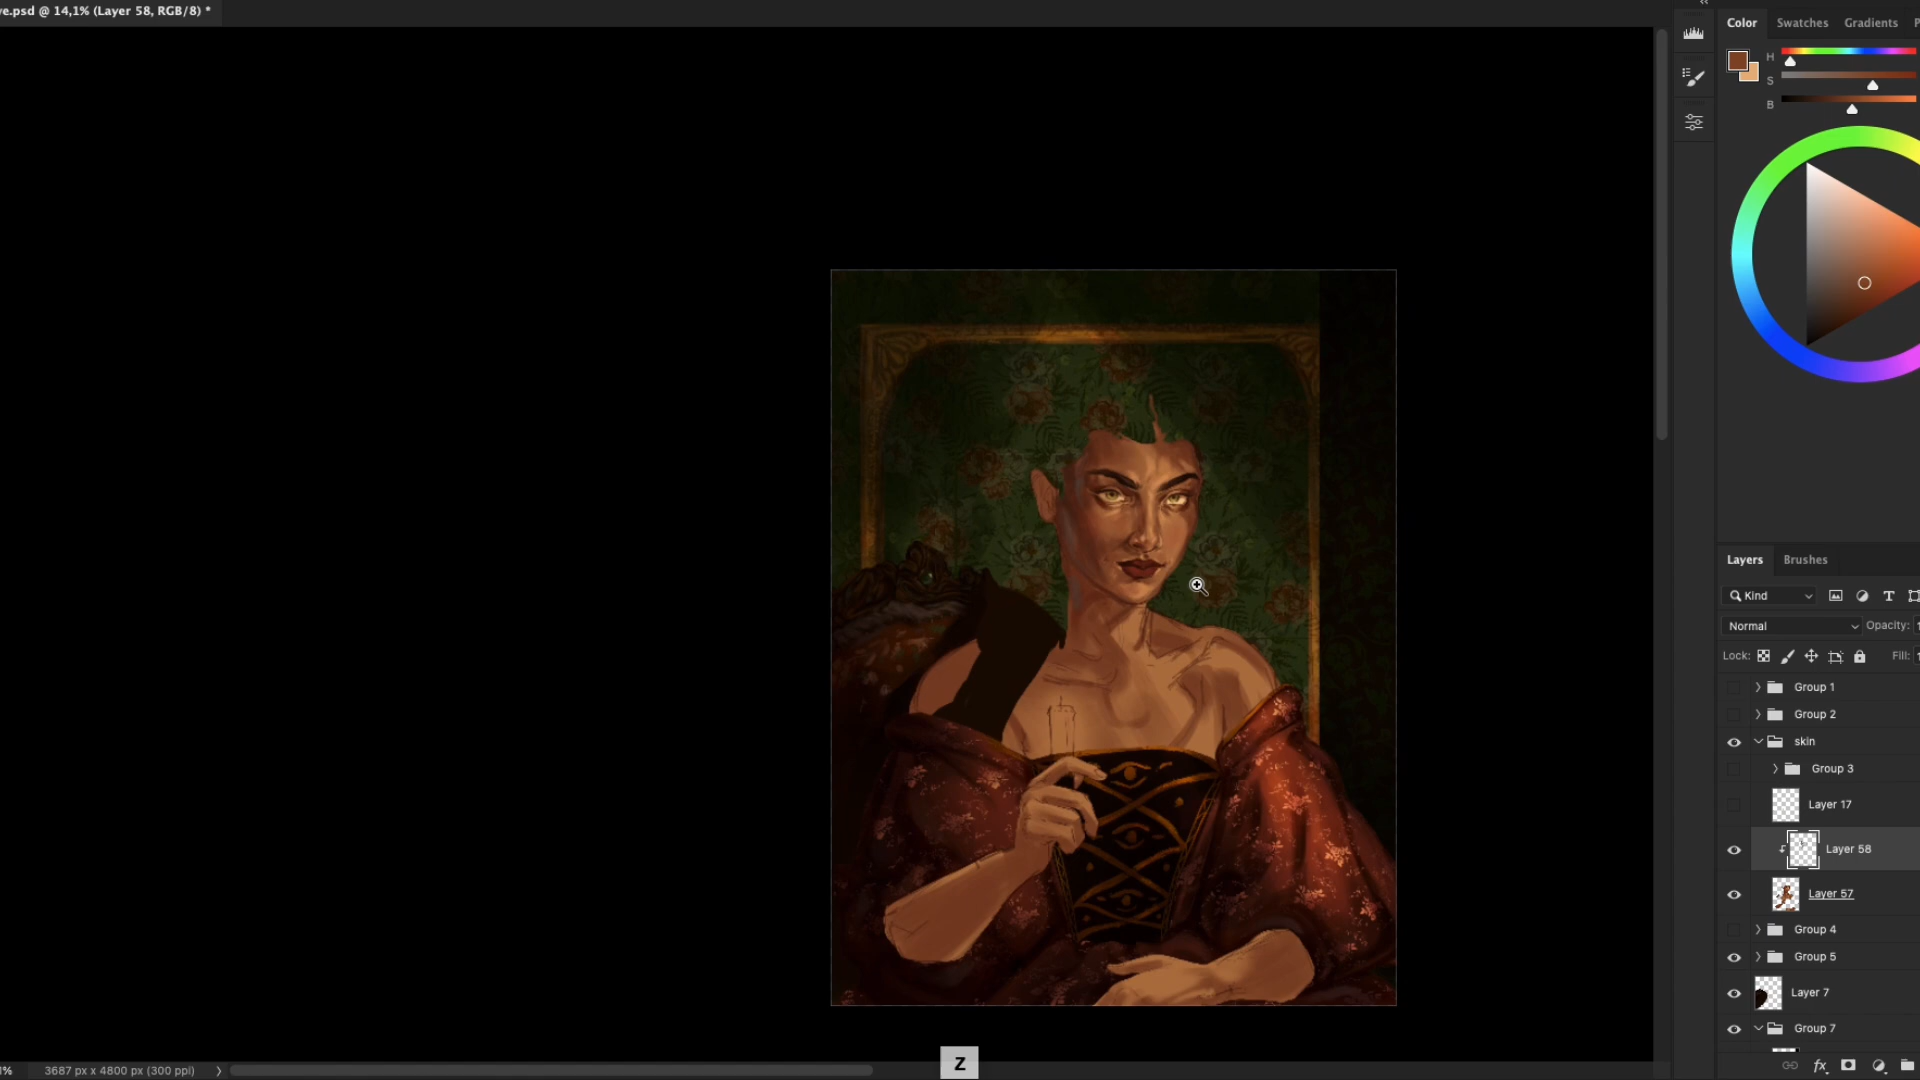 ve.psd @ 14,1% (Layer 58, RGB/8) *
Color
Swatches
Gradients
P
H
S
B
Layers
Brushes
Kind
T
Normal
Opacity:
Lock:
Fill:
Group 1
Group 2
skin
Group 3
Layer 17
Layer 58
Layer 57
Group 4
Group 5
Layer 7
Group 7
fx
3687 px x 4800 px (300 ppi)
Z